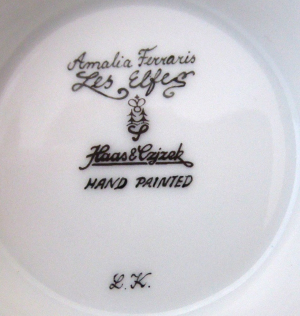 Amalia Ferraris
Les Elfes
Haas & Czjzek
HAND PAINTED
L.K.